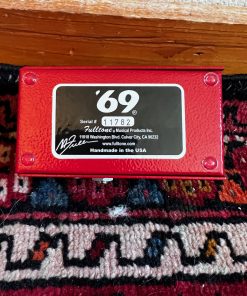 '69®
Serial # 11762
Fulltone® Musical Products Inc.
11018 Washington Blvd. Culver City, CA 90232
www.fulltone.com
Handmade in the USA